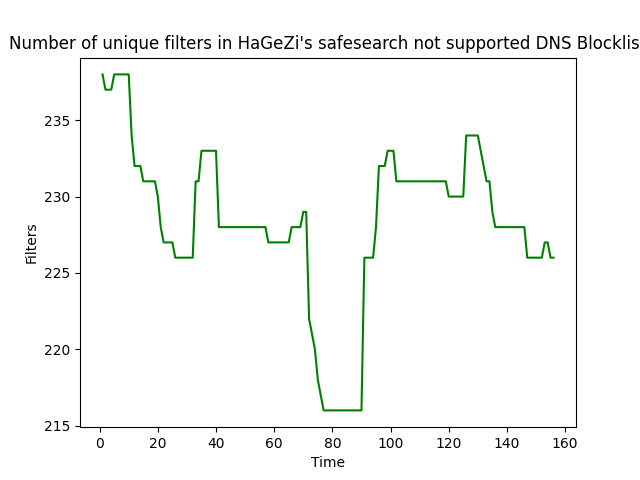 Number of unique filters in HaGeZi's safesearch not supported DNS Blocklis
235
230
225
220
215
Filters
0 20 40 60 80 100 120 140 160
Time